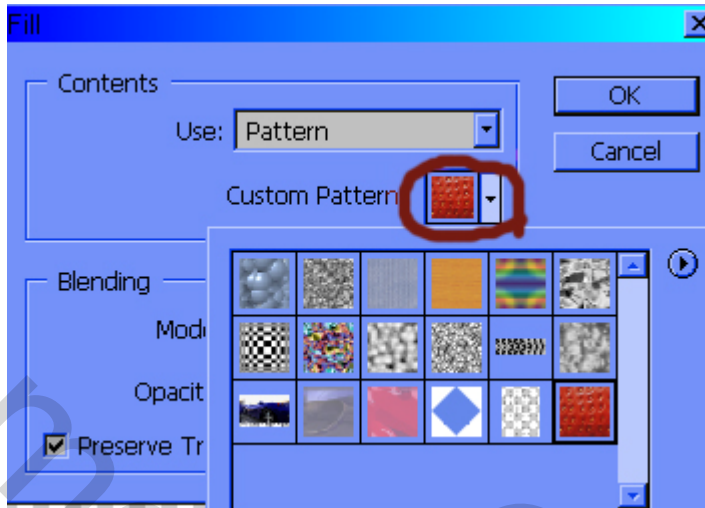 Fill
Contents
OK
Use: Pattern
Cancel
Custom Pattern
Blending
Mod
Opacit
Preserve Tr